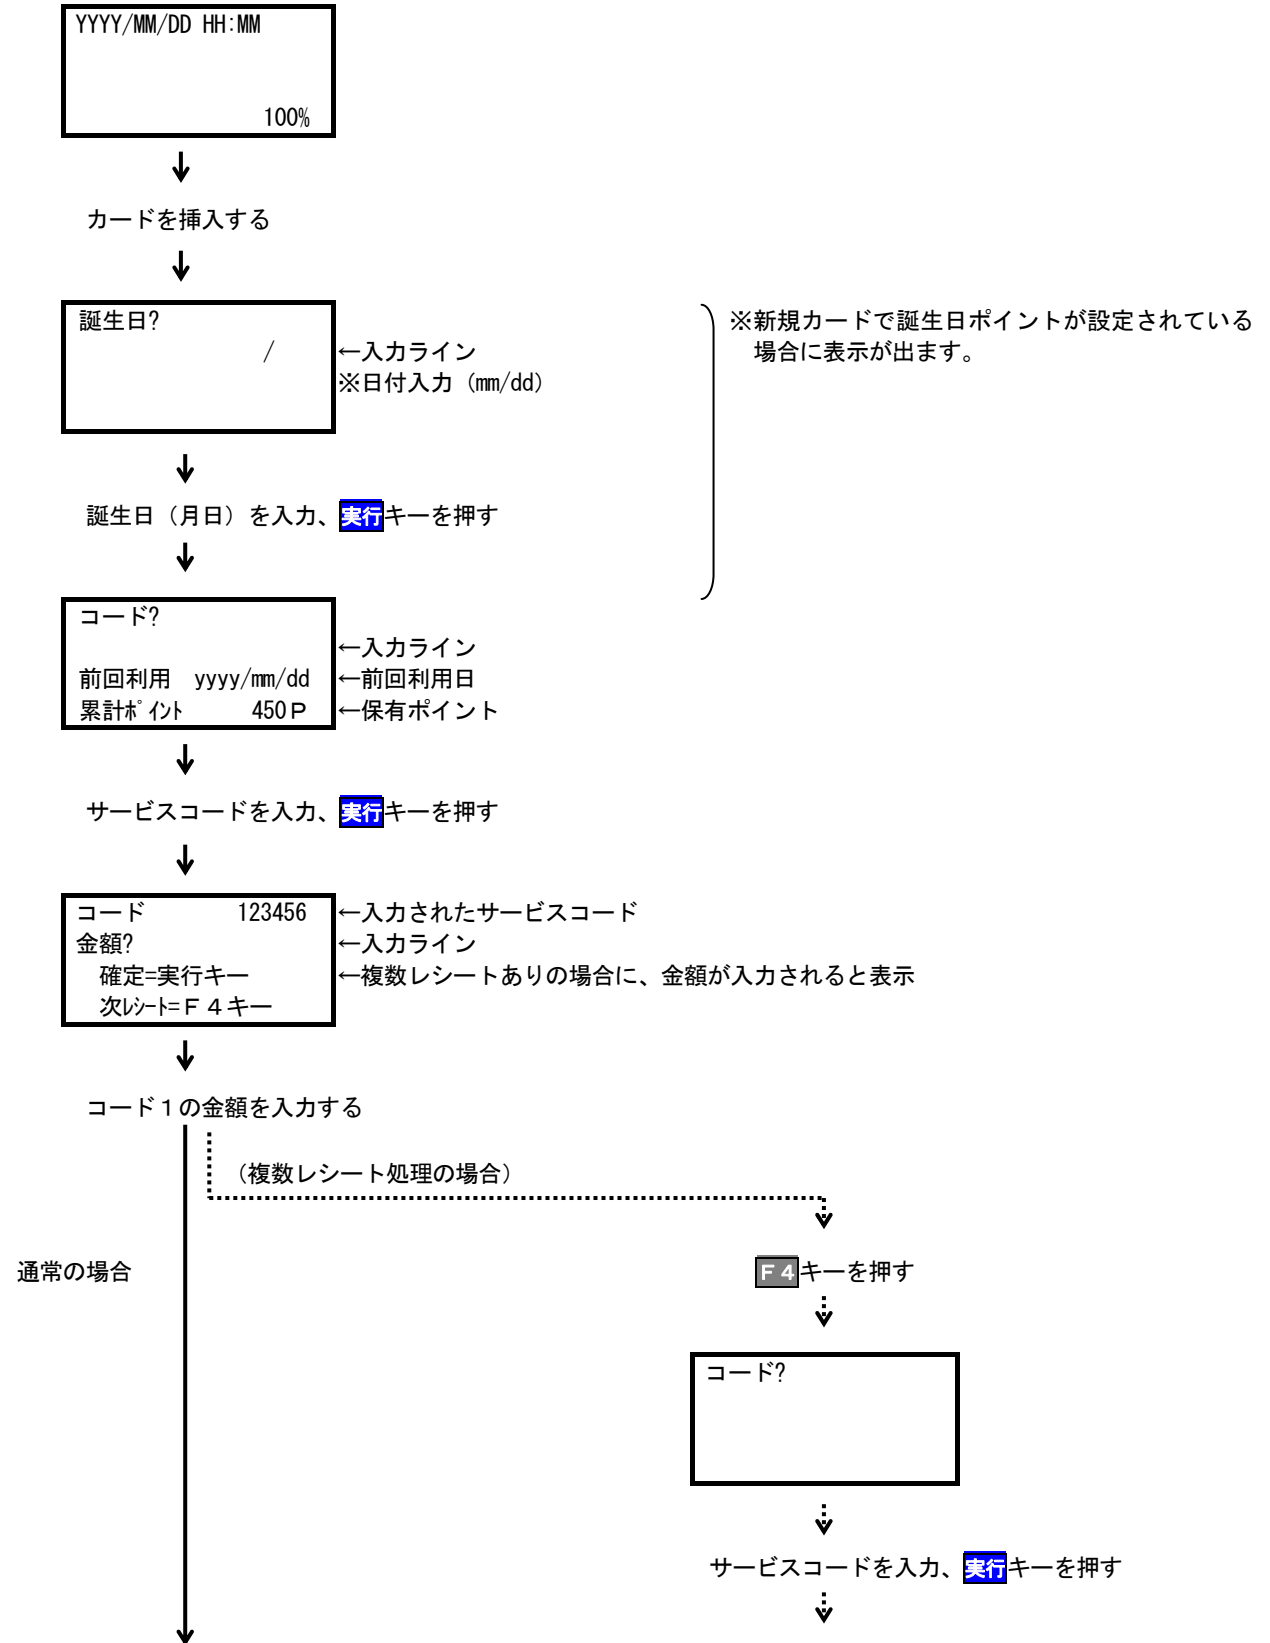 YYYY/MM/DD HH:MM
100%
カードを挿入する
誕生日?
/
←入力ライン
※日付入力（mm/dd）
※新規カードで誕生日ポイントが設定されている
場合に表示が出ます。
誕生日（月日）を入力、実行キーを押す
コード?
←入力ライン
前回利用 yyyy/mm/dd ←前回利用日
累計ﾎﾟｲﾝﾄ 450Ｐ ←保有ポイント
サービスコードを入力、実行キーを押す
コード 123456 ←入力されたサービスコード
金額? ←入力ライン
確定=実行キー ←複数レシートありの場合に、金額が入力されると表示
次ﾚｼｰﾄ=Ｆ４キー
コード１の金額を入力する
（複数レシート処理の場合）
通常の場合
Ｆ４キーを押す
コード?
サービスコードを入力、実行キーを押す